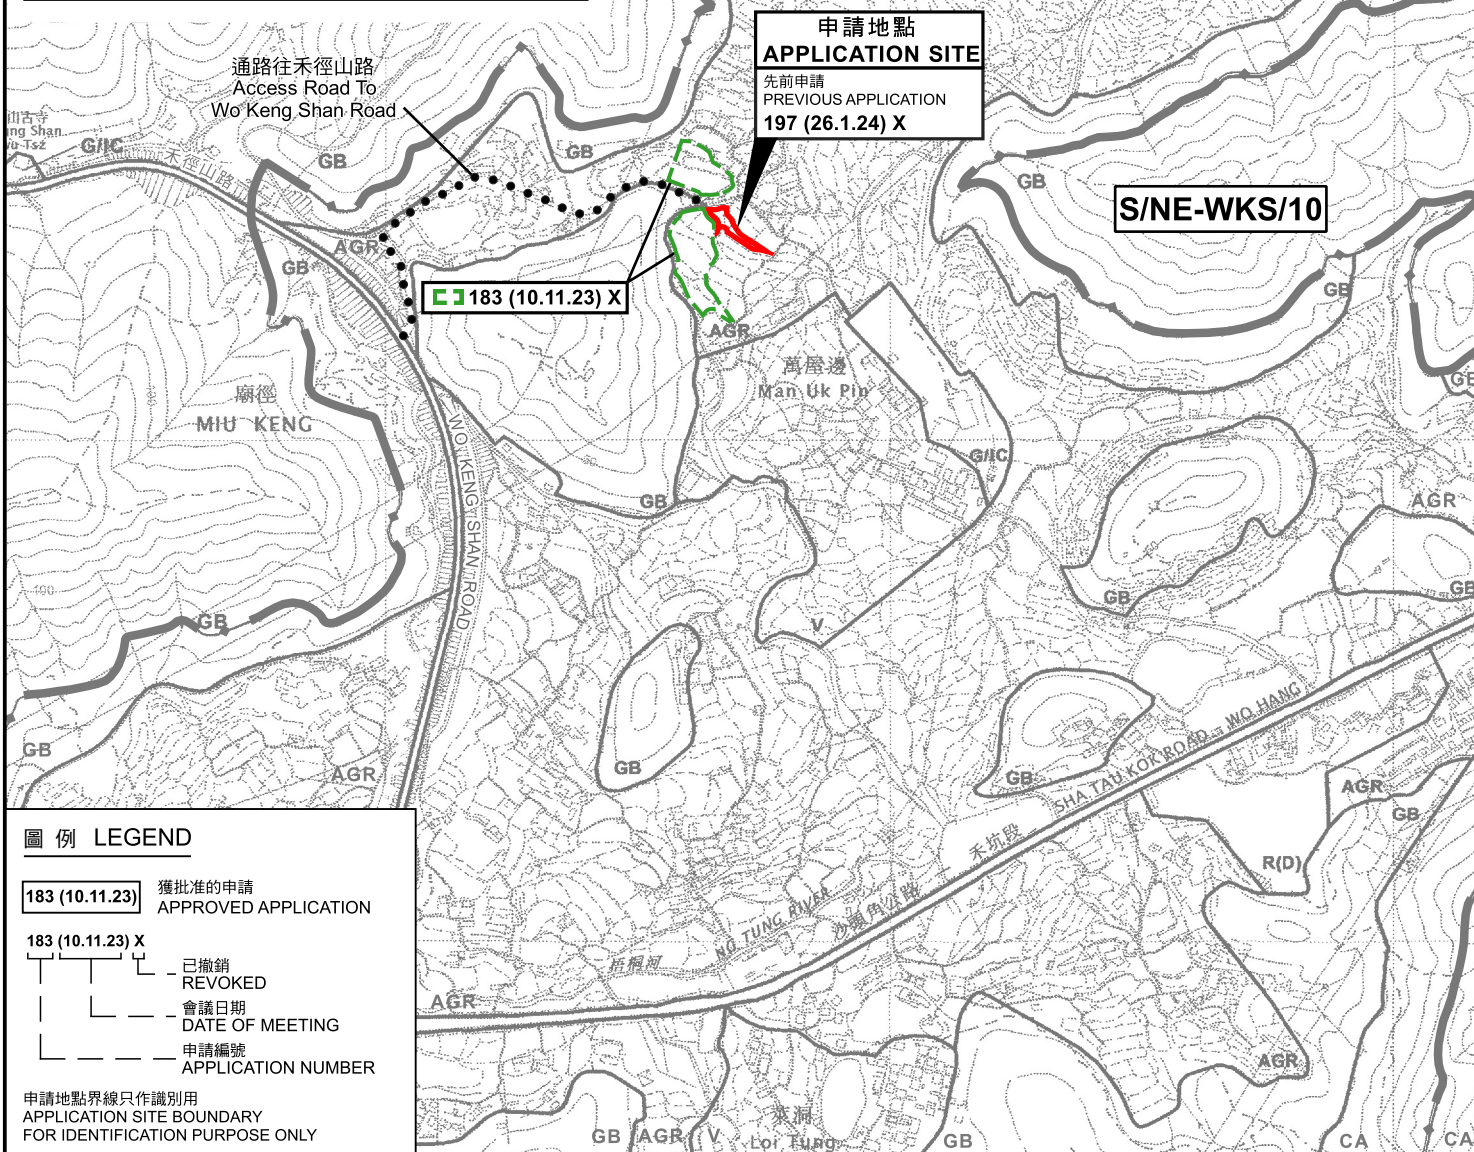 申請地點
APPLICATION SITE
先前申請
PREVIOUS APPLICATION
197 (26.1.24) X
通路往禾徑山路
Access Road To
Wo Keng Shan Road
山古寺
ng Shan
G/IC
禾徑山路
GB
GB
GB
S/NE-WKS/10
AGR
GB
183 (10.11.23) X
GB
AGR
萬屋邊
Man Uk Pin
廟徑
MIU KENG
WO KENG SHAN ROAD
G/IC
GB
AGR
GB
GB
GB
V
GB
GB
AGR
GB
GB
SHA TAU KOK ROAD - WO HANG
AGR
GB
禾坑段
R(D)
沙頭角公路
NG TUNG RIVER
梧桐河
AGR
AGR
萊洞
Loi Tung
GB
AGR
V
GB
CA
CA
圖例 LEGEND
183 (10.11.23)
獲批准的申請
APPROVED APPLICATION
183 (10.11.23) X
已撤銷
REVOKED
會議日期
DATE OF MEETING
申請編號
APPLICATION NUMBER
申請地點界線只作識別用
APPLICATION SITE BOUNDARY
FOR IDENTIFICATION PURPOSE ONLY